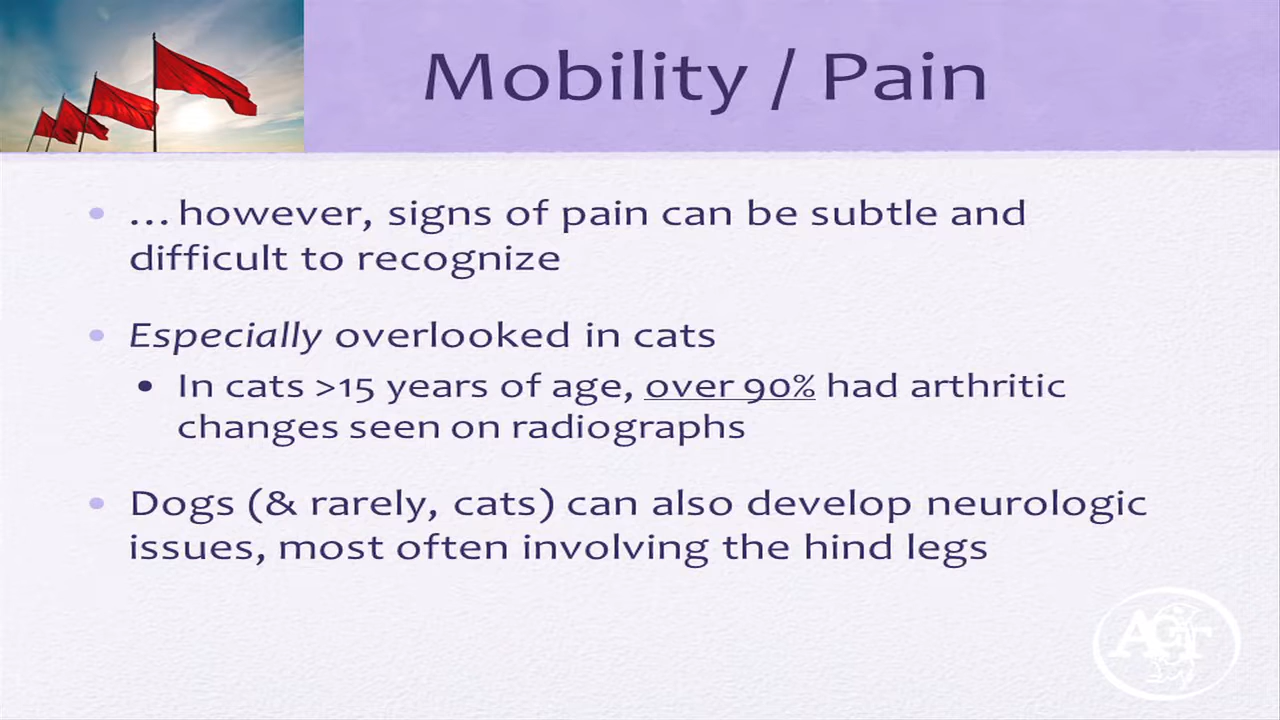 Mobility / Pain
…however, signs of pain can be subtle and
difficult to recognize
Especially overlooked in cats
In cats >15 years of age, over 90% had arthritic
changes seen on radiographs
Dogs (& rarely, cats) can also develop neurologic
issues, most often involving the hind legs
AGT